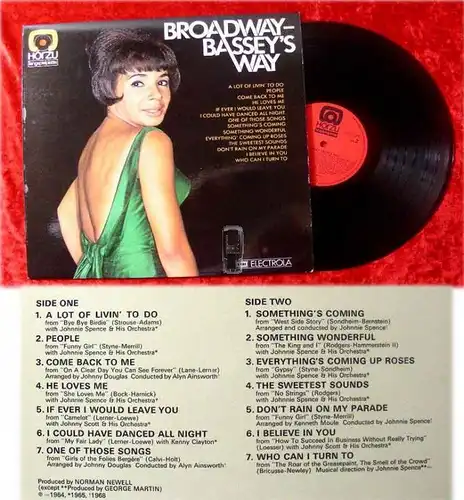 HÖRZU
BROADWAY-
BASSEY'S
WAY
A LOT OF LIVIN' TO DO
PEOPLE
COME BACK TO ME
HE LOVES ME
IF EVER I WOULD LEAVE YOU
I COULD HAVE DANCED ALL NIGHT
ONE OF THOSE SONGS
SOMETHING'S COMING
SOMETHING WONDERFUL
EVERYTHING' COMING UP ROSES
THE SWEETEST SOUNDS
DON'T RAIN ON MY PARADE
I BELIEVE IN YOU
WHO CAN I TURN TO
ELECTROLA
HÖRZU
SIDE ONE
1. A LOT OF LIVIN' TO DO
from "Bye Bye Birdie" (Strouse-Adams)
with Johnnie Spence & His Orchestra*
2. PEOPLE
from "Funny Girl" (Styne-Merrill)
with Johnnie Spence & His Orchestra*
3. COME BACK TO ME
from "On A Clear Day You Can See Forever" (Lane-Lerner)
Arranged by Johnny Douglas Conducted by Alyn Ainsworth
4. HE LOVES ME
from "She Loves Me" (Bock-Harnick)
with Johnnie Spence & His Orchestra*
5. IF EVER I WOULD LEAVE YOU
from "Camelot" (Lerner-Loewe)
with Johnny Scott & His Orchestra
6. I COULD HAVE DANCED ALL NIGHT
from "My Fair Lady" (Lerner-Loewe) with Kenny Clayton*
7. ONE OF THOSE SONGS
from "Girls of the Folies Bergère" (Calvi-Holt)
Arranged by Johnny Douglas Conducted by Alyn Ainsworth
Produced by NORMAN NEWELL
(except **Produced by GEORGE MARTIN)
℗ –1964, *1965, °1968
SIDE TWO
1. SOMETHING'S COMING
from "West Side Story" (Sondheim-Bernstein)
Arranged and conducted by Johnnie Spence
2. SOMETHING WONDERFUL
from "The King and I" (Rodgers-Hammerstein II)
with Johnnie Spence & His Orchestra*
3. EVERYTHING'S COMING UP ROSES
from "Gypsy" (Styne-Sondheim)
with Johnny Scott & His Orchestra
4. THE SWEETEST SOUNDS
from "No Strings" (Rodgers)
with Johnnie Spence & His Orchestra*
5. DON'T RAIN ON MY PARADE
from "Funny Girl" (Styne-Merrill)
Arranged by Kenneth Moule Conducted by Johnnie Spence
6. I BELIEVE IN YOU
from "How To Succeed In Business Without Really Trying"
(Loesser) with Johnny Scott & His Orchestra
7. WHO CAN I TURN TO
from "The Roar of the Greasepaint, The Smell of the Crowd"
(Bricusse-Newley) Musical direction by Johnnie Spence